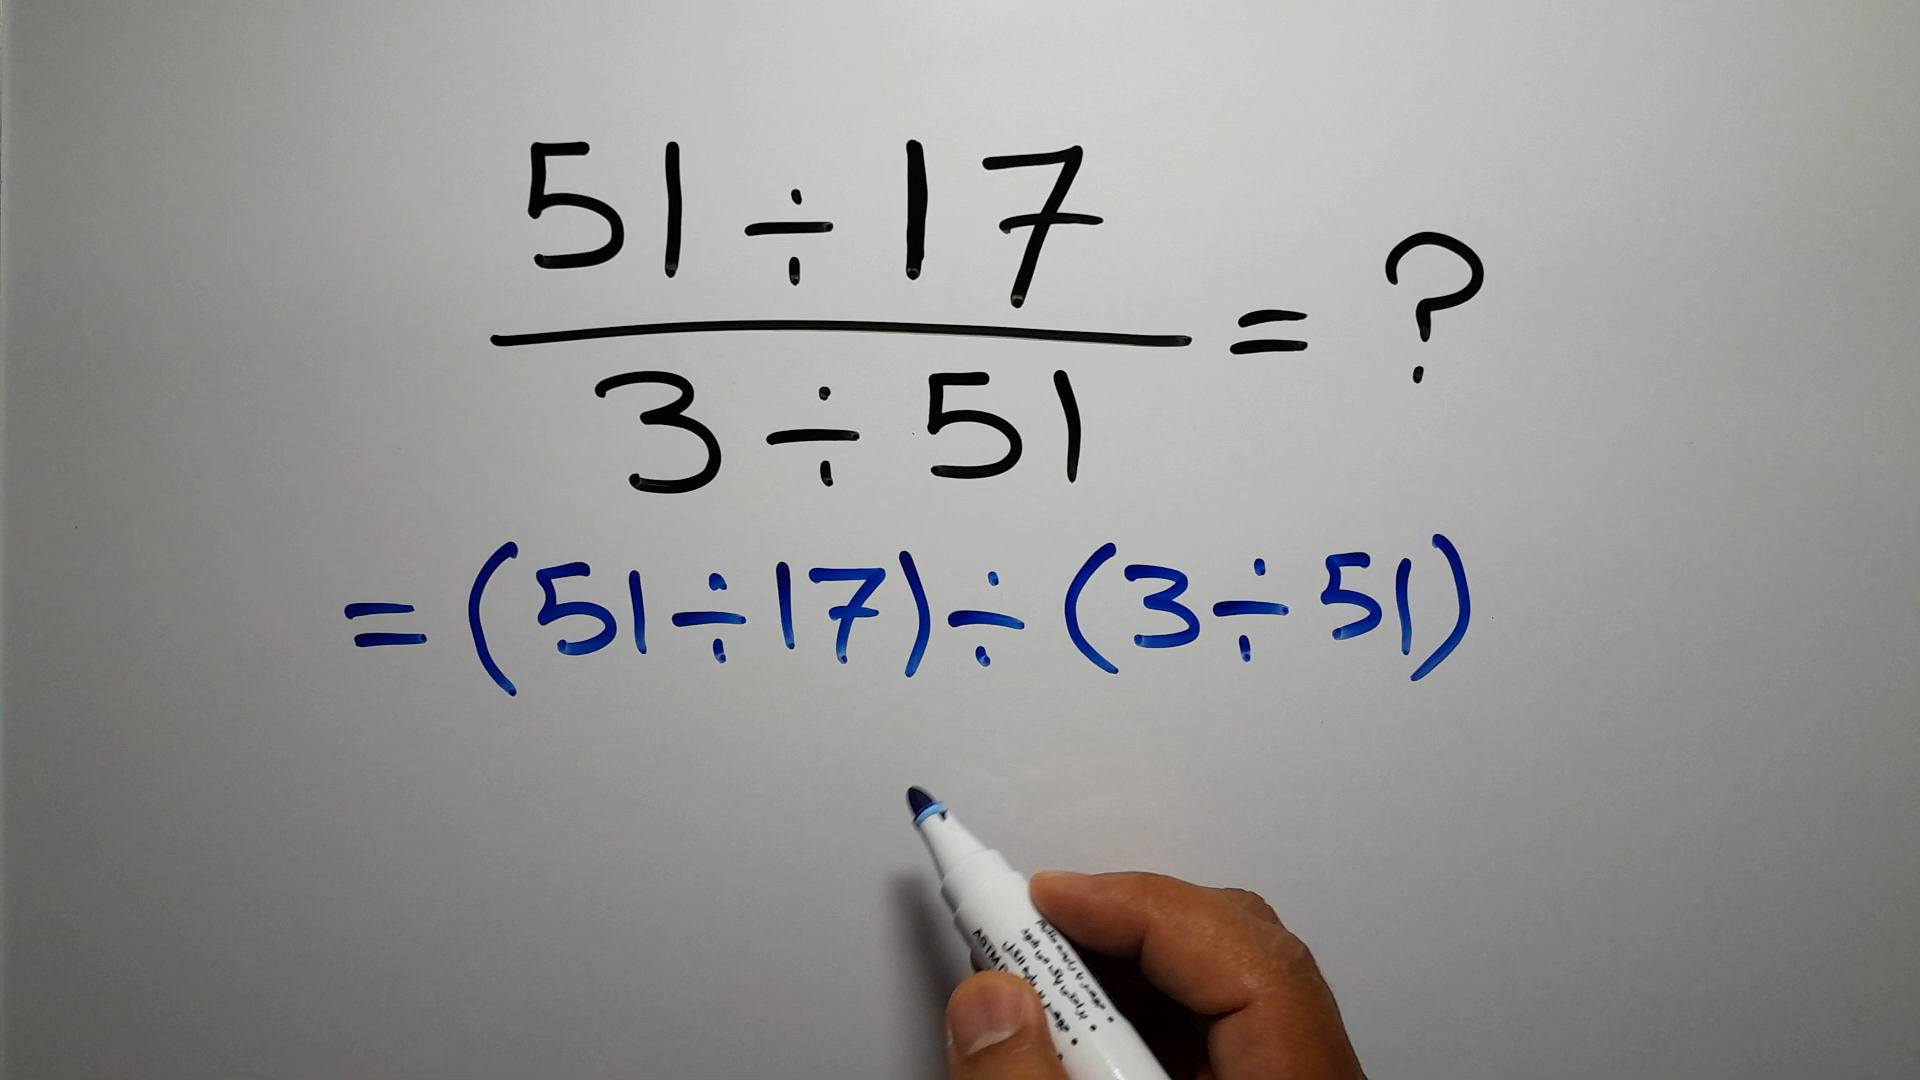 51 ÷ 17
3 ÷ 51
= ?
= (51 ÷ 17) ÷ (3 ÷ 51)